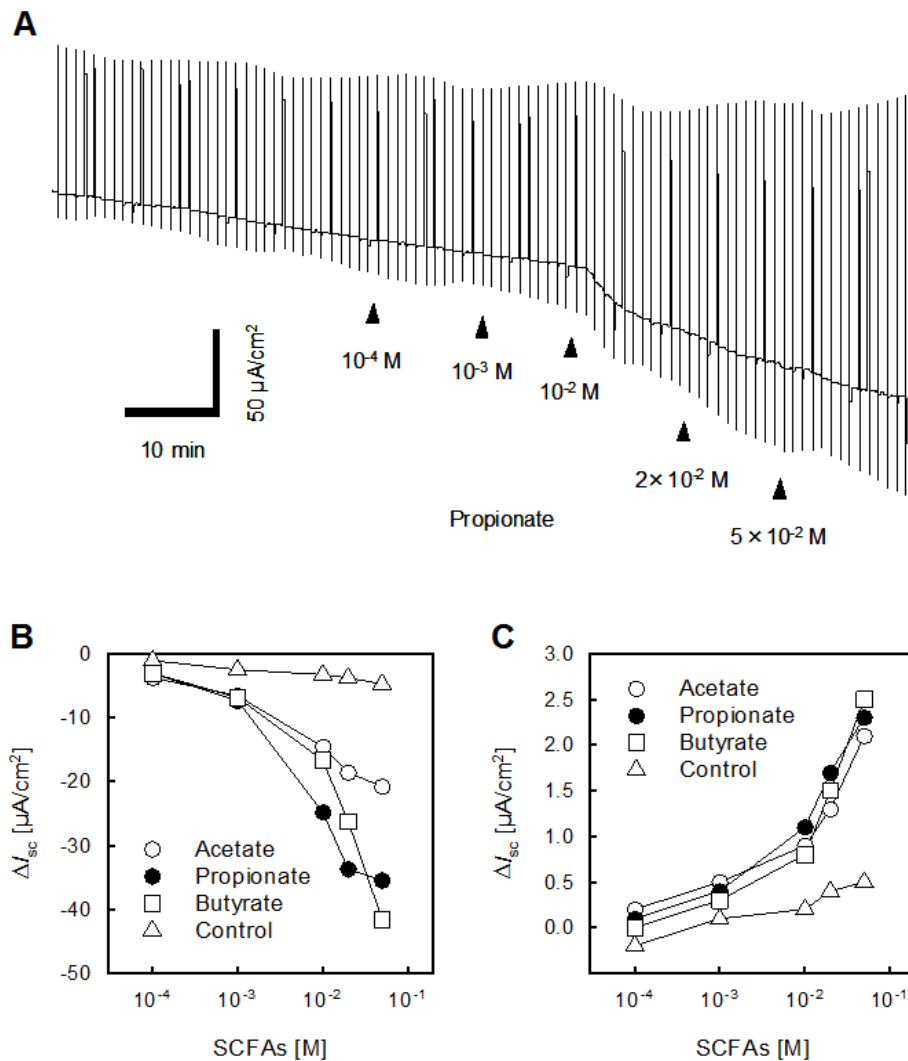 A
50 μA/cm²
10 min
10⁻⁴ M
10⁻³ M
10⁻² M
2× 10⁻² M
5 × 10⁻² M
Propionate
B
0
-10
-20
-30
-40
-50
ΔIsc [μA/cm²]
Acetate
Propionate
Butyrate
Control
10⁻⁴
10⁻³
10⁻²
10⁻¹
SCFAs [M]
C
3.0
2.5
2.0
1.5
1.0
0.5
0.0
ΔIsc [μA/cm²]
Acetate
Propionate
Butyrate
Control
10⁻⁴
10⁻³
10⁻²
10⁻¹
SCFAs [M]